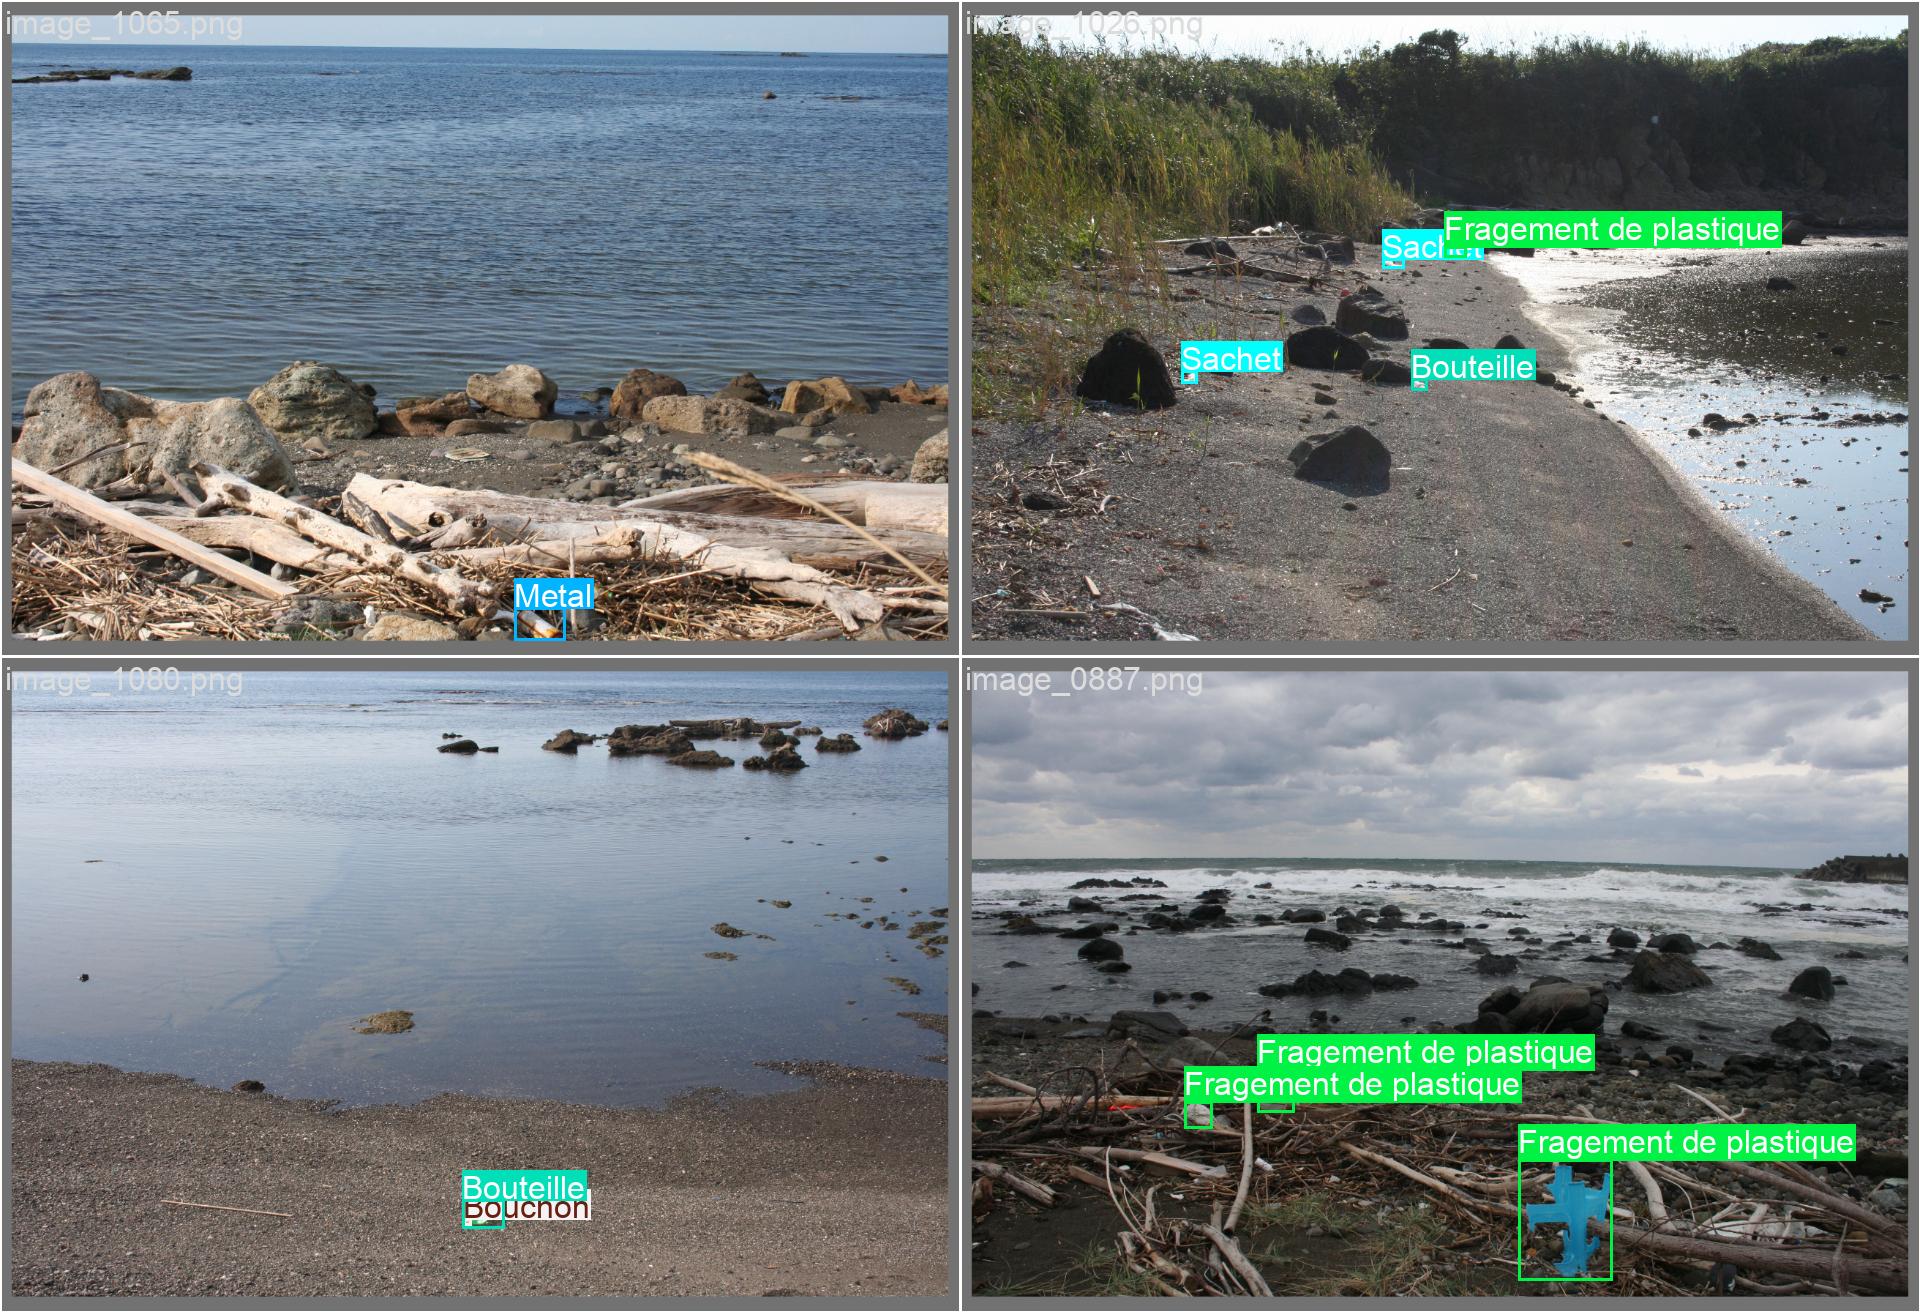 image_1065.png
Metal
image_1026.png
Fragement de plastique
Sachet
Sachet
Bouteille
image_1080.png
Bouteille
Bouchon
image_0887.png
Fragement de plastique
Fragement de plastique
Fragement de plastique